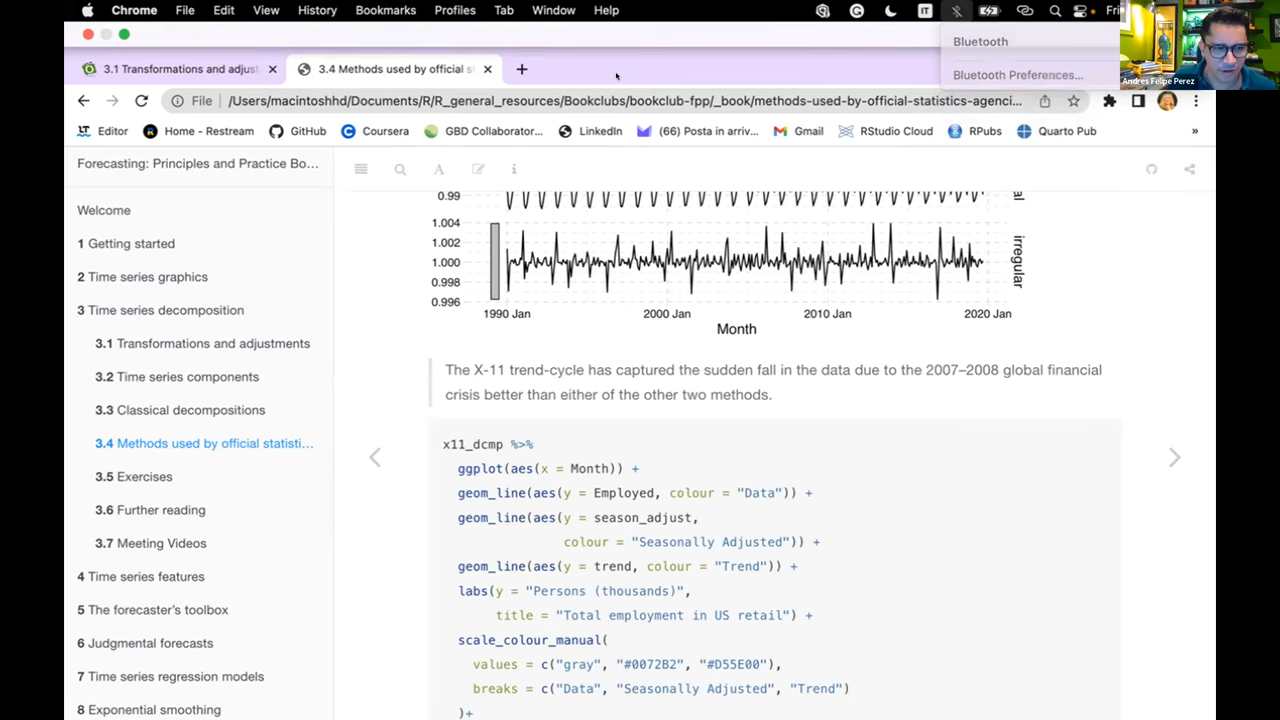 Chrome File Edit View History Bookmarks Profiles Tab Window Help
Bluetooth
Bluetooth Preferences...
Andres Felipe Perez
3.1 Transformations and adjust
3.4 Methods used by official s
File /Users/macintoshhd/Documents/R/R_general_resources/Bookclubs/bookclub-fpp/_book/methods-used-by-official-statistics-agenci...
Editor Home - Restream GitHub Coursera GBD Collaborator... LinkedIn (66) Posta in arriv... Gmail RStudio Cloud RPubs Quarto Pub »
Forecasting: Principles and Practice Bo...
Welcome
1 Getting started
2 Time series graphics
3 Time series decomposition
3.1 Transformations and adjustments
3.2 Time series components
3.3 Classical decompositions
3.4 Methods used by official statisti...
3.5 Exercises
3.6 Further reading
3.7 Meeting Videos
4 Time series features
5 The forecaster's toolbox
6 Judgmental forecasts
7 Time series regression models
8 Exponential smoothing
0.99
1.004
1.002
1.000
0.998
0.996
irregular
1990 Jan 2000 Jan 2010 Jan 2020 Jan
Month
The X-11 trend-cycle has captured the sudden fall in the data due to the 2007–2008 global financial
crisis better than either of the other two methods.
x11_dcmp %>%
ggplot(aes(x = Month)) +
geom_line(aes(y = Employed, colour = "Data")) +
geom_line(aes(y = season_adjust,
colour = "Seasonally Adjusted")) +
geom_line(aes(y = trend, colour = "Trend")) +
labs(y = "Persons (thousands)",
title = "Total employment in US retail") +
scale_colour_manual(
values = c("gray", "#0072B2", "#D55E00"),
breaks = c("Data", "Seasonally Adjusted", "Trend")
)+